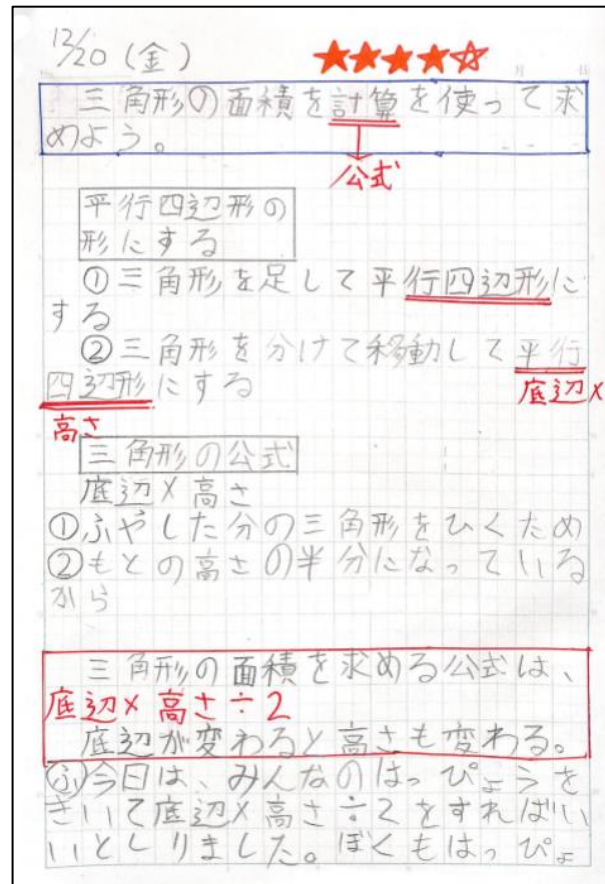 12/20(金) ★★★★☆
三角形の面積を計算を使って求
めよう。
公式
平行四辺形の
形にする
①三角形を足して平行四辺形に
する
②三角形を分けて移動して平行
四辺形にする
底辺×
高さ
三角形の公式
底辺×高さ
①ふやした分の三角形をひくため
②もとの高さの半分になっている
から
三角形の面積を求める公式は、
底辺×高さ÷2
底辺が変わると高さも変わる。
ふ今日は、みんなのはっぴょうを
きいて底辺×高さ÷2をすればい
いとしりました。ぼくもはっぴょ